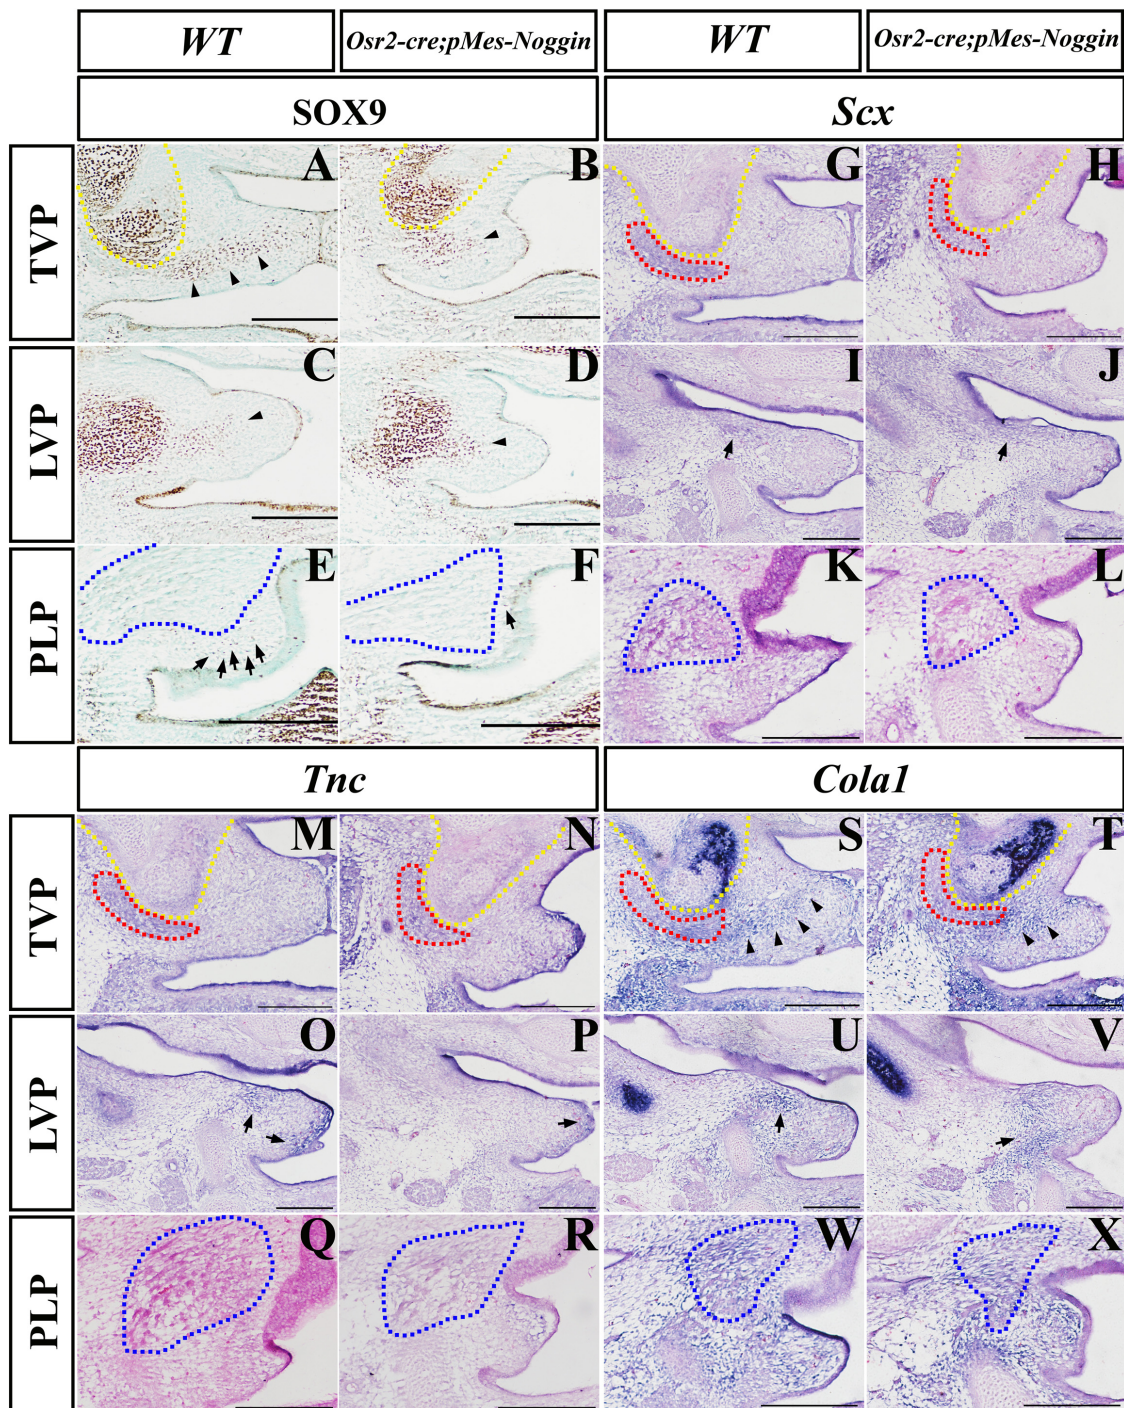 WT Osr2-cre;pMes-Noggin WT Osr2-cre;pMes-Noggin
SOX9 Scx
TVP A B G H
LVP C D I J
PLP E F K L
Tnc Cola1
TVP M N S T
LVP O P U V
PLP Q R W X